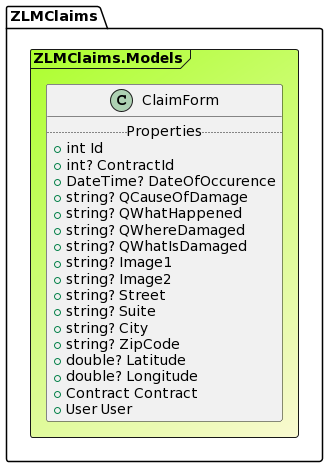 ZLMClaims
ZLMClaims.Models
C ClaimForm
Properties
int Id
int? ContractId
DateTime? DateOfOccurence
string? QCauseOfDamage
string? QWhatHappened
string? QWhereDamaged
string? QWhatIsDamaged
string? Image1
string? Image2
string? Street
string? Suite
string? City
string? ZipCode
double? Latitude
double? Longitude
Contract Contract
User User